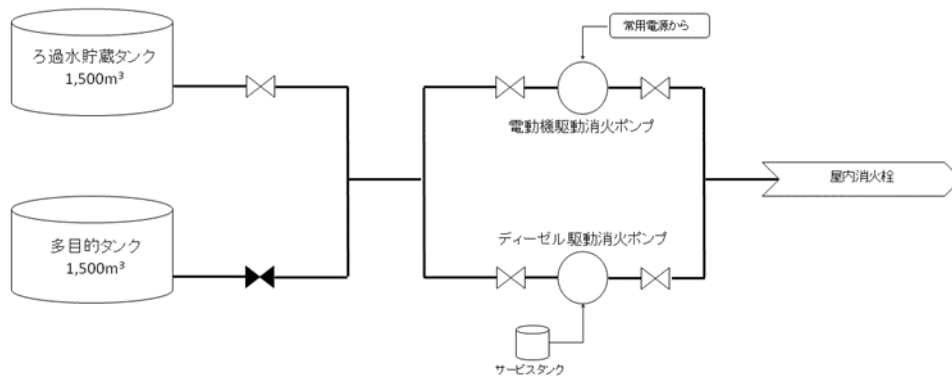 常用電源から
ろ過水貯蔵タンク
1,500m³
電動機駆動消火ポンプ
屋内消火栓
多目的タンク
1,500m³
ディーゼル駆動消火ポンプ
サービスタンク